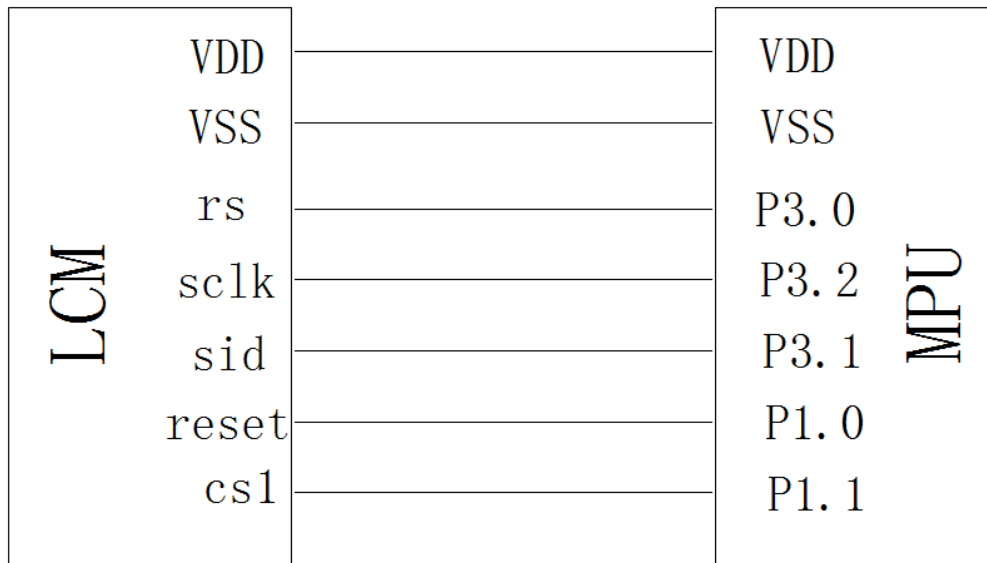 VDD VDD
VSS VSS
rs P3.0
sclk P3.2
sid P3.1
reset P1.0
cs1 P1.1
LCM
MPU